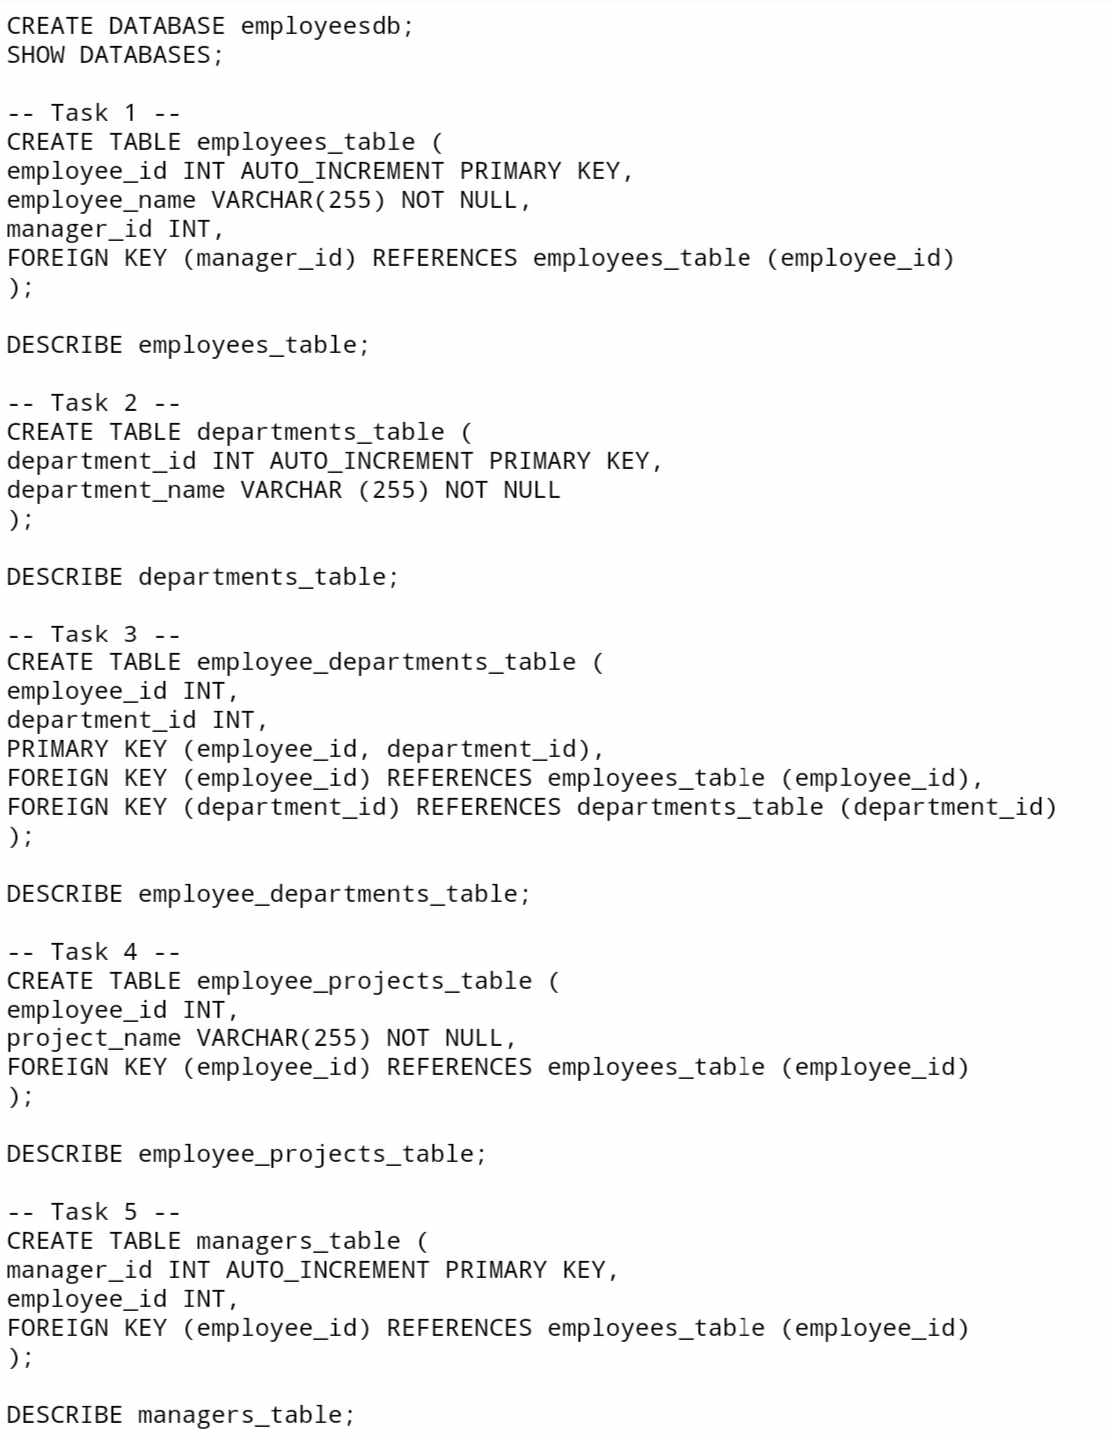 CREATE DATABASE employeesdb;
SHOW DATABASES;
-- Task 1 --
CREATE TABLE employees_table (
employee_id INT AUTO_INCREMENT PRIMARY KEY,
employee_name VARCHAR(255) NOT NULL,
manager_id INT,
FOREIGN KEY (manager_id) REFERENCES employees_table (employee_id)
);
DESCRIBE employees_table;
-- Task 2 --
CREATE TABLE departments_table (
department_id INT AUTO_INCREMENT PRIMARY KEY,
department_name VARCHAR (255) NOT NULL
);
DESCRIBE departments_table;
-- Task 3 --
CREATE TABLE employee_departments_table (
employee_id INT,
department_id INT,
PRIMARY KEY (employee_id, department_id),
FOREIGN KEY (employee_id) REFERENCES employees_table (employee_id),
FOREIGN KEY (department_id) REFERENCES departments_table (department_id)
);
DESCRIBE employee_departments_table;
-- Task 4 --
CREATE TABLE employee_projects_table (
employee_id INT,
project_name VARCHAR(255) NOT NULL,
FOREIGN KEY (employee_id) REFERENCES employees_table (employee_id)
);
DESCRIBE employee_projects_table;
-- Task 5 --
CREATE TABLE managers_table (
manager_id INT AUTO_INCREMENT PRIMARY KEY,
employee_id INT,
FOREIGN KEY (employee_id) REFERENCES employees_table (employee_id)
);
DESCRIBE managers_table;